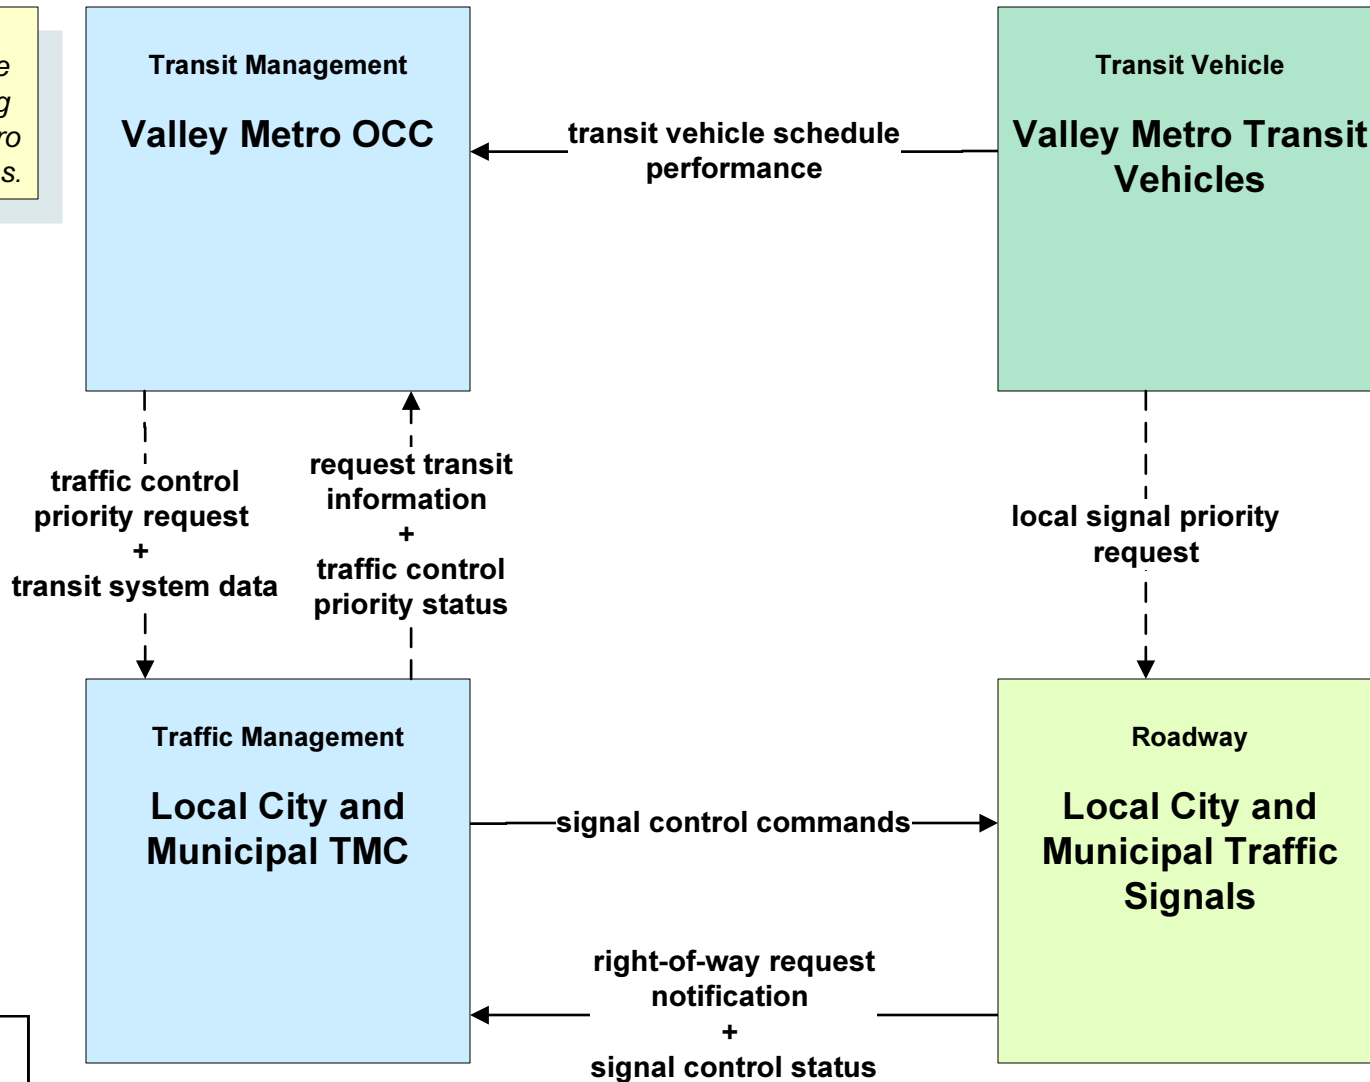 e
g
ro
s.
Transit Management
Valley Metro OCC
transit vehicle schedule
performance
Transit Vehicle
Valley Metro Transit
Vehicles
traffic control
priority request
+
transit system data
request transit
information
+
traffic control
priority status
local signal priority
request
Traffic Management
Local City and
Municipal TMC
signal control commands
Roadway
Local City and
Municipal Traffic
Signals
right-of-way request
notification
+
signal control status